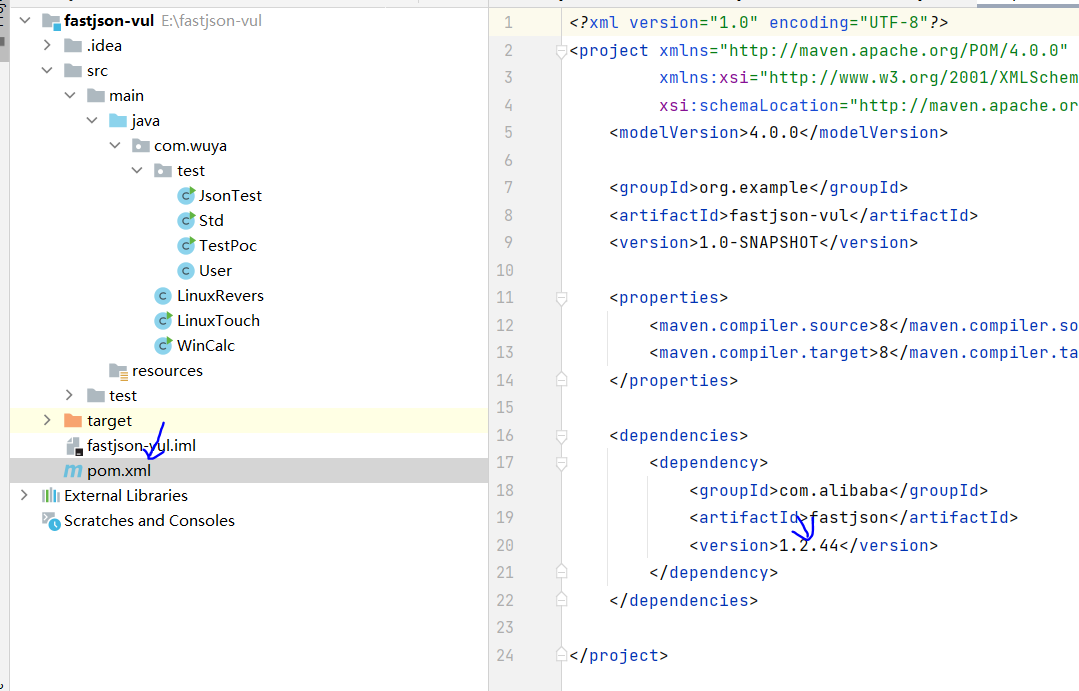 fastjson-vul E:\fastjson-vul
.idea
src
main
java
com.wuya
test
JsonTest
Std
TestPoc
User
LinuxRevers
LinuxTouch
WinCalc
resources
test
target
fastjson-vul.iml
pom.xml
External Libraries
Scratches and Consoles
1 <?xml version="1.0" encoding="UTF-8"?>
2 <project xmlns="http://maven.apache.org/POM/4.0.0"
3 xmlns:xsi="http://www.w3.org/2001/XMLSchem
4 xsi:schemaLocation="http://maven.apache.or
5 <modelVersion>4.0.0</modelVersion>
6
7 <groupId>org.example</groupId>
8 <artifactId>fastjson-vul</artifactId>
9 <version>1.0-SNAPSHOT</version>
10
11 <properties>
12 <maven.compiler.source>8</maven.compiler.so
13 <maven.compiler.target>8</maven.compiler.ta
14 </properties>
15
16 <dependencies>
17 <dependency>
18 <groupId>com.alibaba</groupId>
19 <artifactId>fastjson</artifactId>
20 <version>1.2.44</version>
21 </dependency>
22 </dependencies>
23
24 </project>